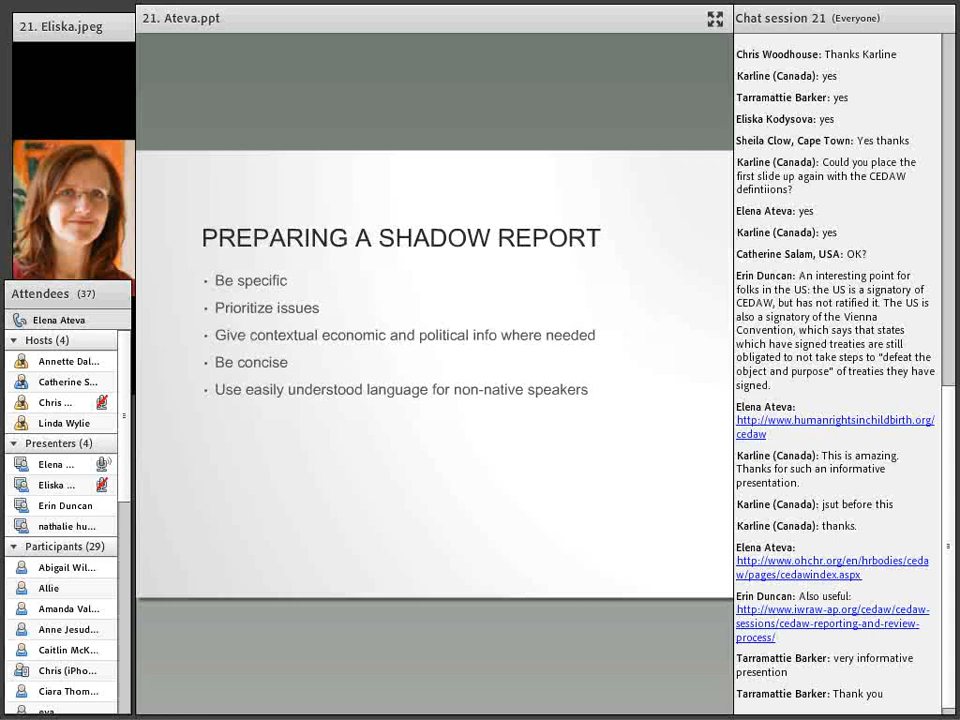 21. Eliska.jpeg
Attendees (37)
Elena Ateva
Hosts (4)
Annette Dal...
Catherine S...
Chris ...
Linda Wylie
Presenters (4)
Elena ...
Eliska ...
Erin Duncan
nathalie hu...
Participants (29)
Abigail Wil...
Allie
Amanda Val...
Anne Jesud...
Caitlin McK...
Chris (iPho...
Ciara Thom...
eva
21. Ateva.ppt
PREPARING A SHADOW REPORT
• Be specific
• Prioritize issues
• Give contextual economic and political info where needed
• Be concise
• Use easily understood language for non-native speakers
Chat session 21 (Everyone)
Chris Woodhouse: Thanks Karline
Karline (Canada): yes
Tarramattie Barker: yes
Eliska Kodysova: yes
Sheila Clow, Cape Town: Yes thanks
Karline (Canada): Could you place the
first slide up again with the CEDAW
defintiions?
Elena Ateva: yes
Karline (Canada): yes
Catherine Salam, USA: OK?
Erin Duncan: An interesting point for
folks in the US: the US is a signatory of
CEDAW, but has not ratified it. The US is
also a signatory of the Vienna
Convention, which says that states
which have signed treaties are still
obligated to not take steps to "defeat the
object and purpose" of treaties they have
signed.
Elena Ateva:
http://www.humanrightsinchildbirth.org/
cedaw
Karline (Canada): This is amazing.
Thanks for such an informative
presentation.
Karline (Canada): jsut before this
Karline (Canada): thanks.
Elena Ateva:
http://www.ohchr.org/en/hrbodies/ceda
w/pages/cedawindex.aspx
Erin Duncan: Also useful:
http://www.iwraw-ap.org/cedaw/cedaw-
sessions/cedaw-reporting-and-review-
process/
Tarramattie Barker: very informative
presention
Tarramattie Barker: Thank you